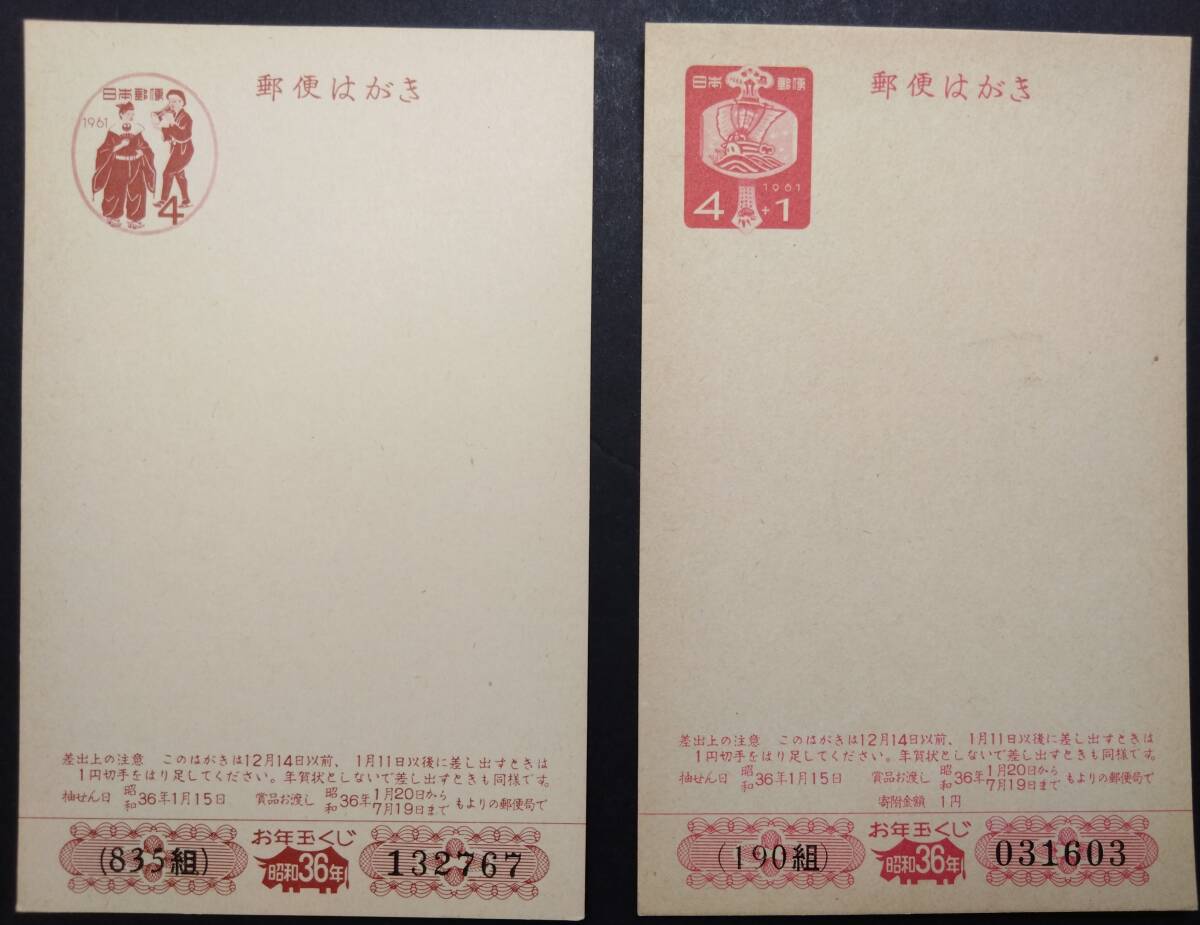 郵便はがき
日本郵便
1961
4
差出上の注意 このはがきは12月14日以前、1月11日以後に差し出すときは
1円切手をはり足してください。年賀状としないで差し出すときも同様です。
抽せん日 昭和36年1月15日 賞品お渡し 昭和36年1月20日から7月19日まで もよりの郵便局で
お年玉くじ
(835組) 昭和36年 132767
郵便はがき
日本郵便
1961
4+1
差出上の注意 このはがきは12月14日以前、1月11日以後に差し出すときは
1円切手をはり足してください。年賀状としないで差し出すときも同様です。
抽せん日 昭和36年1月15日 賞品お渡し 昭和36年1月20日から7月19日まで もよりの郵便局で
寄附金額 1円
お年玉くじ
(190組) 昭和36年 031603